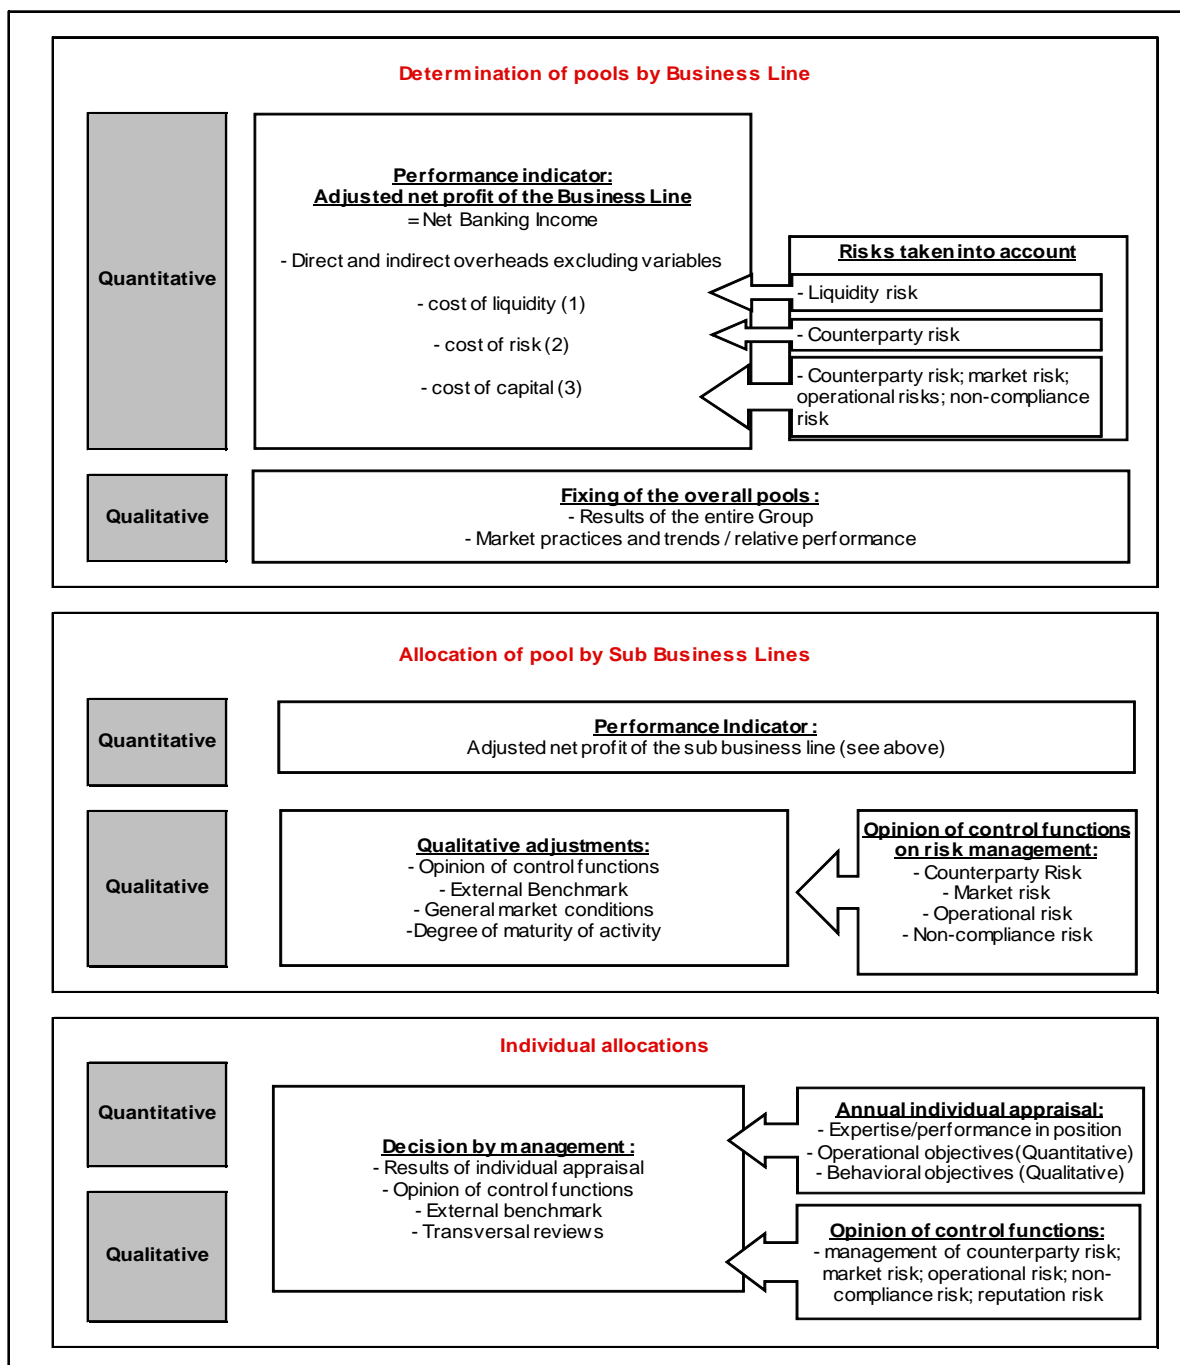 Determination of pools by Business Line
Quantitative
Performance indicator:
Adjusted net profit of the Business Line
= Net Banking Income
- Direct and indirect overheads excluding variables
- cost of liquidity (1)
- cost of risk (2)
- cost of capital (3)
Risks taken into account
- Liquidity risk
- Counterparty risk
- Counterparty risk; market risk;
operational risks; non-compliance
risk
Qualitative
Fixing of the overall pools :
- Results of the entire Group
- Market practices and trends / relative performance
Allocation of pool by Sub Business Lines
Quantitative
Performance Indicator :
Adjusted net profit of the sub business line (see above)
Qualitative
Qualitative adjustments:
- Opinion of control functions
- External Benchmark
- General market conditions
-Degree of maturity of activity
Opinion of control functions
on risk management:
- Counterparty Risk
- Market risk
- Operational risk
- Non-compliance risk
Individual allocations
Quantitative
Qualitative
Decision by management :
- Results of individual appraisal
- Opinion of control functions
- External benchmark
- Transversal reviews
Annual individual appraisal:
- Expertise/performance in position
- Operational objectives (Quantitative)
- Behavioral objectives (Qualitative)
Opinion of control functions:
- management of counterparty risk;
market risk; operational risk; non-
compliance risk; reputation risk